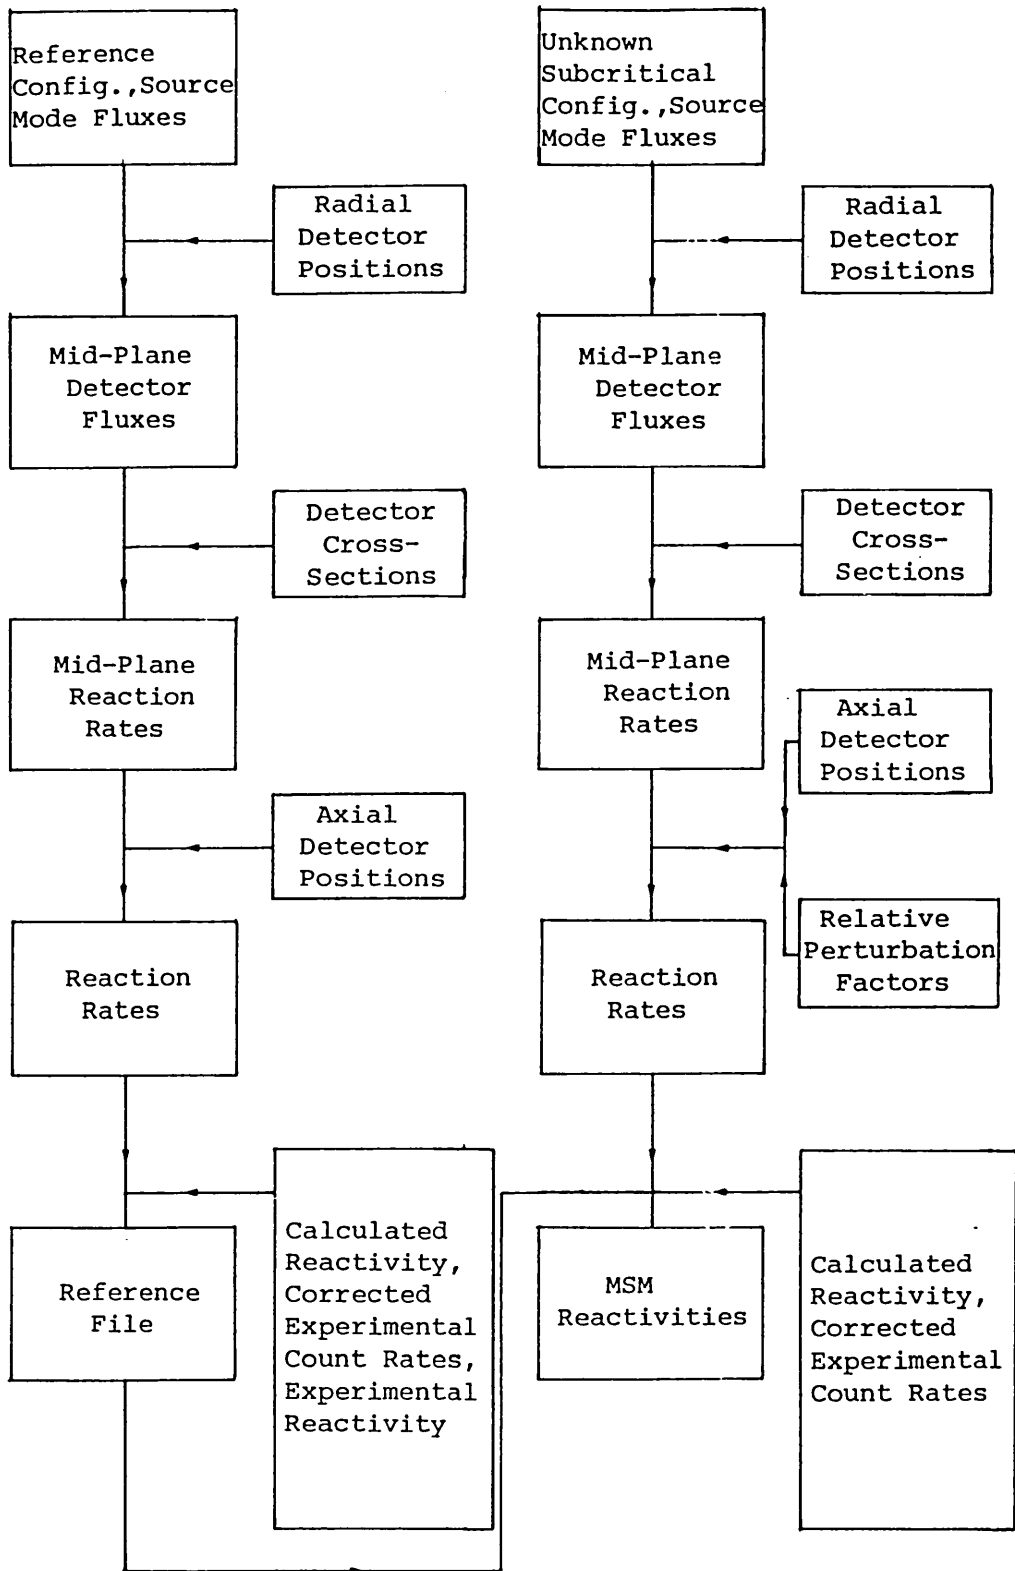 Reference
Config.,Source
Mode Fluxes
Radial
Detector
Positions
Mid-Plane
Detector
Fluxes
Detector
Cross-
Sections
Mid-Plane
Reaction
Rates
Axial
Detector
Positions
Reaction
Rates
Calculated
Reactivity,
Corrected
Experimental
Count Rates,
Experimental
Reactivity
Reference
File
Unknown
Subcritical
Config.,Source
Mode Fluxes
Radial
Detector
Positions
Mid-Plane
Detector
Fluxes
Detector
Cross-
Sections
Mid-Plane
Reaction
Rates
Axial
Detector
Positions
Relative
Perturbation
Factors
Reaction
Rates
MSM
Reactivities
Calculated
Reactivity,
Corrected
Experimental
Count Rates